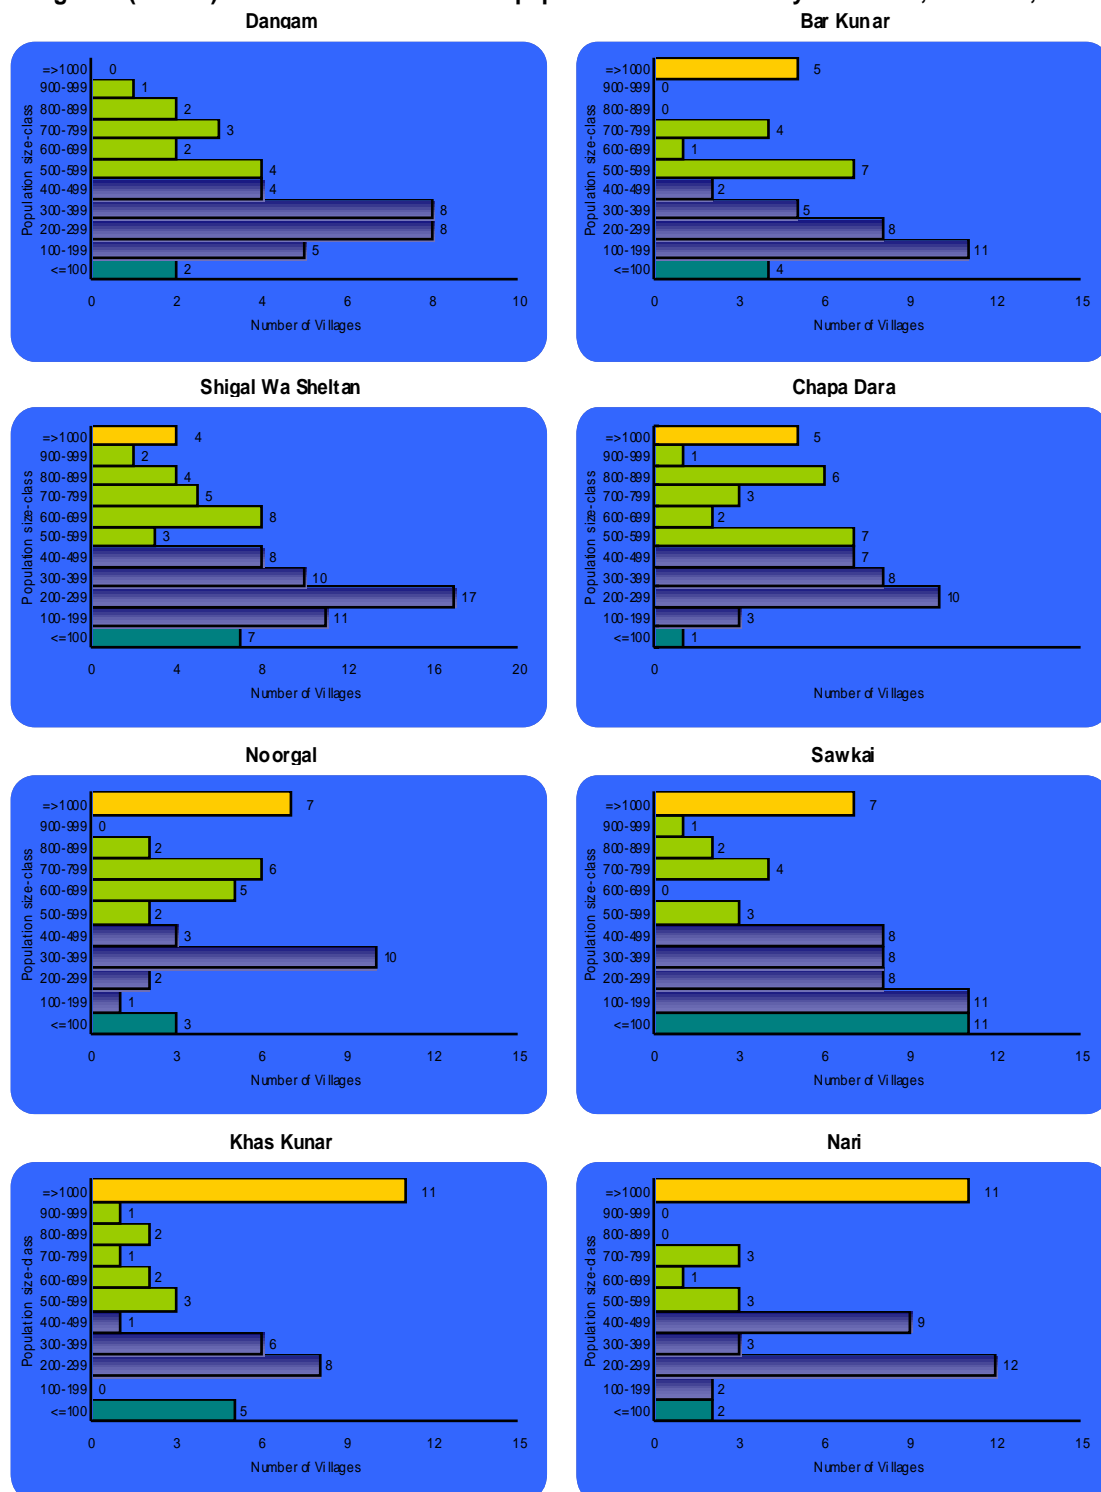 Dangam
Bar Kunar
Population size-class
=>1000 0
900-999 1
800-899 2
700-799 3
600-699 2
500-599 4
400-499 4
300-399 8
200-299 8
100-199 5
<=100 2
0 2 4 6 8 10
Number of Villages
Population size-class
=>1000 5
900-999 0
800-899 0
700-799 4
600-699 1
500-599 7
400-499 2
300-399 5
200-299 8
100-199 11
<=100 4
0 3 6 9 12 15
Number of Villages
Shigal Wa Sheltan
Chapa Dara
Population size-class
=>1000 4
900-999 2
800-899 4
700-799 5
600-699 8
500-599 3
400-499 8
300-399 10
200-299 17
100-199 11
<=100 7
0 4 8 12 16 20
Number of Villages
Population size-class
=>1000 5
900-999 1
800-899 6
700-799 3
600-699 2
500-599 7
400-499 7
300-399 8
200-299 10
100-199 3
<=100 1
0
Number of Villages
Noorgal
Sawkai
Population size-class
=>1000 7
900-999 0
800-899 2
700-799 6
600-699 5
500-599 2
400-499 3
300-399 10
200-299 2
100-199 1
<=100 3
0 3 6 9 12 15
Number of Villages
Population size-class
=>1000 7
900-999 1
800-899 2
700-799 4
600-699 0
500-599 3
400-499 8
300-399 8
200-299 8
100-199 11
<=100 11
0 3 6 9 12 15
Number of Villages
Khas Kunar
Nari
Population size-class
=>1000 11
900-999 1
800-899 2
700-799 1
600-699 2
500-599 3
400-499 1
300-399 6
200-299 8
100-199 0
<=100 5
0 3 6 9 12 15
Number of Villages
Population size-class
=>1000 11
900-999 0
800-899 0
700-799 3
600-699 1
500-599 3
400-499 9
300-399 3
200-299 12
100-199 2
<=100 2
0 3 6 9 12 15
Number of Villages